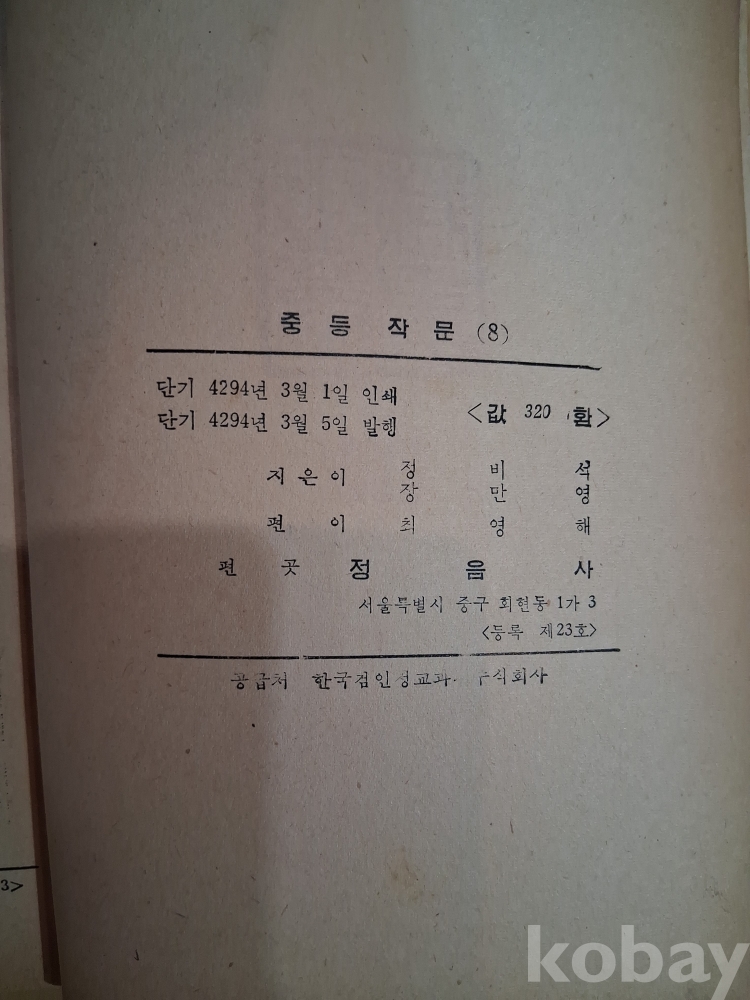 중등 작문 (8)
단기 4294년 3월 1일 인쇄
단기 4294년 3월 5일 발행
<값 320 환>
지은이 정비석
장만영
편이 최영해
편곳 정음사
서울특별시 중구 회현동 1가 3
<등록 제23호>
공급처 한국검인정교과 주식회사
3>
kobay